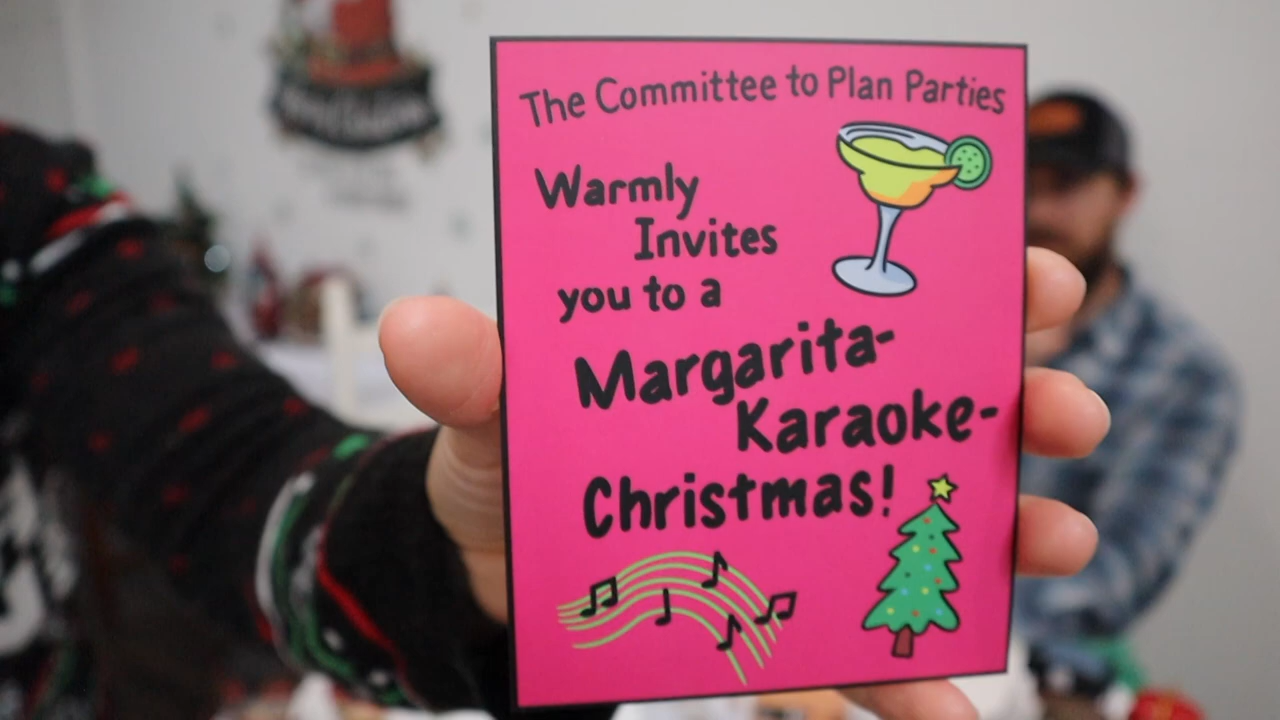 The Committee to Plan Parties
Warmly
Invites
you to a
Margarita-
Karaoke-
Christmas!